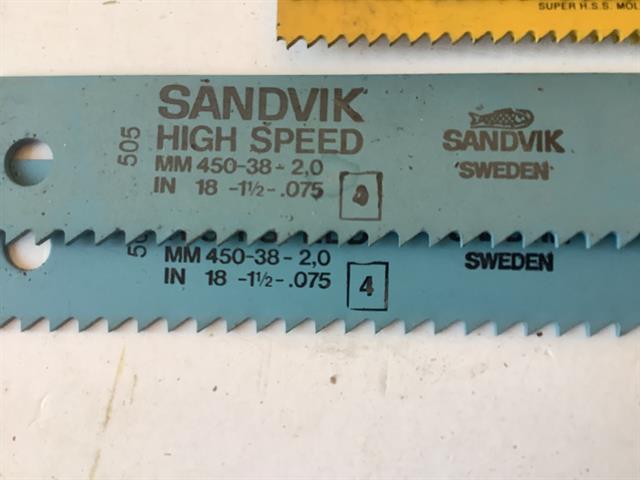 SUPER H.S.S. MOL
505
SANDVIK
HIGH SPEED
MM 450-38-2,0
IN 18 -1½-.075
SANDVIK
SWEDEN
MM 450-38-2,0
IN 18 -1½-.075
4
SWEDEN